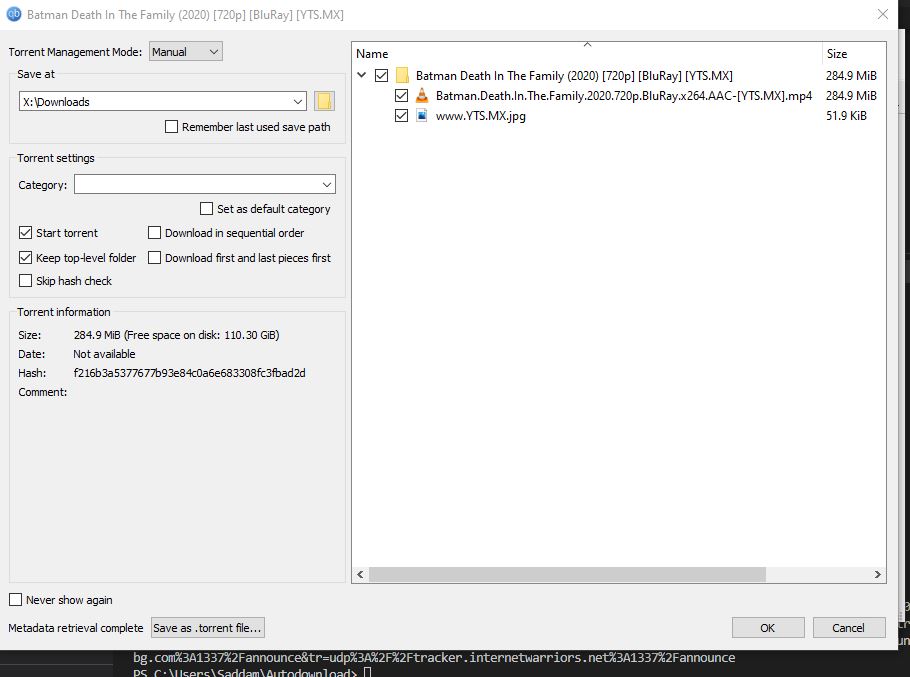 Batman Death In The Family (2020) [720p] [BluRay] [YTS.MX]
Torrent Management Mode: Manual
Save at
X:\Downloads
Remember last used save path
Torrent settings
Category:
Set as default category
Start torrent Download in sequential order
Keep top-level folder Download first and last pieces first
Skip hash check
Torrent information
Size: 284.9 MiB (Free space on disk: 110.30 GiB)
Date: Not available
Hash: f216b3a5377677b93e84c0a6e683308fc3fbad2d
Comment:
Name Size
Batman Death In The Family (2020) [720p] [BluRay] [YTS.MX] 284.9 MiB
Batman.Death.In.The.Family.2020.720p.BluRay.x264.AAC-[YTS.MX].mp4 284.9 MiB
www.YTS.MX.jpg 51.9 KiB
Never show again
Metadata retrieval complete Save as .torrent file... OK Cancel
bg.com%3A1337%2Fannounce&tr=udp%3A%2F%2Ftracker.internetwarriors.net%3A1337%2Fannounce
PS C:\Users\Saddam\Autodownload>